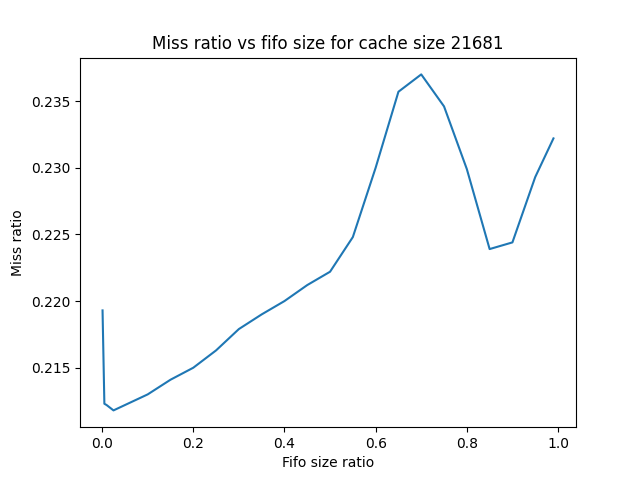 Miss ratio vs fifo size for cache size 21681
0.235
0.230
0.225
0.220
0.215
Miss ratio
0.0 0.2 0.4 0.6 0.8 1.0
Fifo size ratio